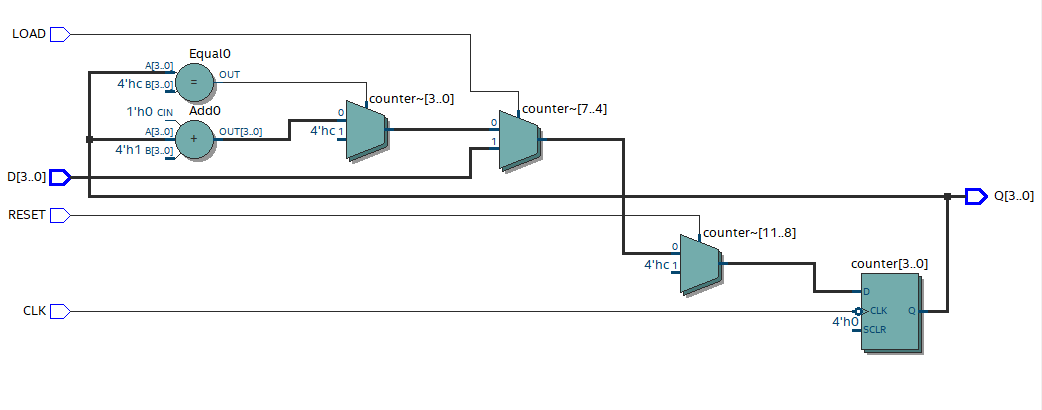 LOAD
Equal0
A[3..0]
OUT
4'hc B[3..0]
=
counter~[3..0]
counter~[7..4]
1'h0 CIN
Add0
0
0
A[3..0]
+
OUT[3..0]
4'hc 1
1
4'h1 B[3..0]
D[3..0]
Q[3..0]
RESET
counter~[11..8]
0
4'hc 1
counter[3..0]
D
CLK
CLK
Q
4'h0
SCLR